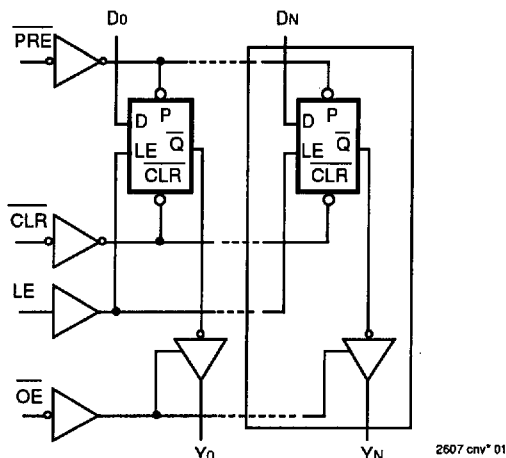 D0 DN
PRE
P P
D Q D Q
LE LE
CLR CLR
CLR
LE
OE
Y0 YN
2607 cnv* 01